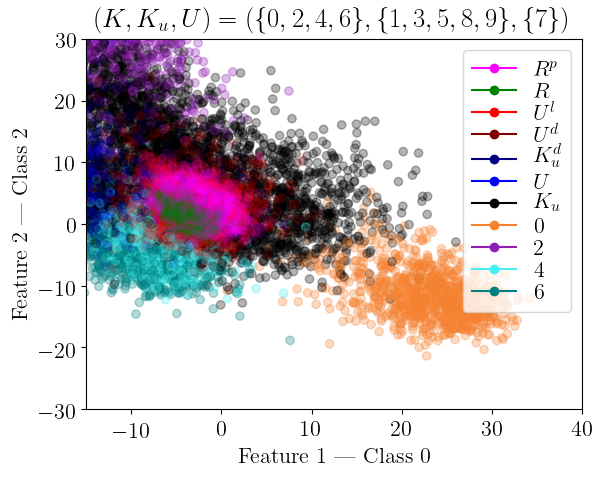 (K, K_u, U) = ({0, 2, 4, 6}, {1, 3, 5, 8, 9}, {7})
30
20
10
0
−10
−20
−30
−10
0
10
20
30
40
Feature 2 — Class 2
Feature 1 — Class 0
R^p
R
U^l
U^d
K_u^d
U
K_u
0
2
4
6